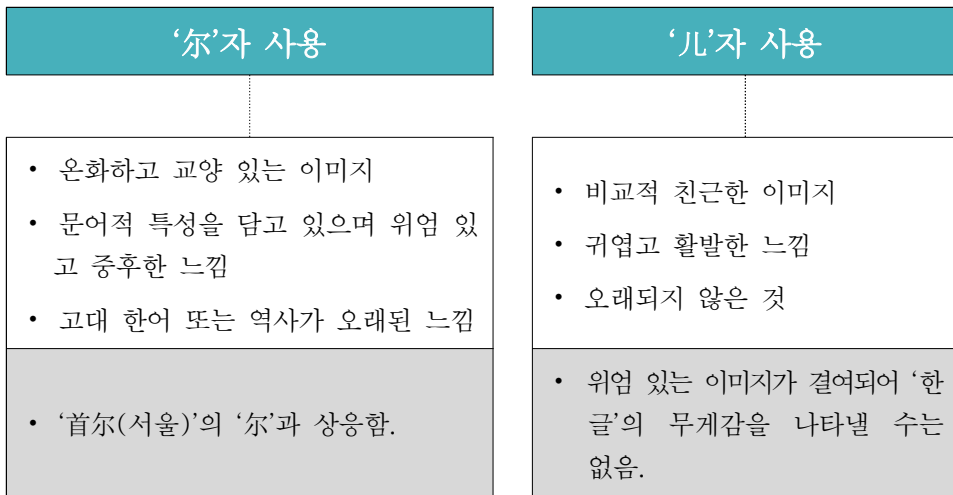 ‘尔’자 사용
• 온화하고 교양 있는 이미지
• 문어적 특성을 담고 있으며 위엄 있
고 중후한 느낌
• 고대 한어 또는 역사가 오래된 느낌
• ‘首尔(서울)’의 ‘尔’과 상응함.
‘儿’자 사용
• 비교적 친근한 이미지
• 귀엽고 활발한 느낌
• 오래되지 않은 것
• 위엄 있는 이미지가 결여되어 ‘한
글’의 무게감을 나타낼 수는
없음.